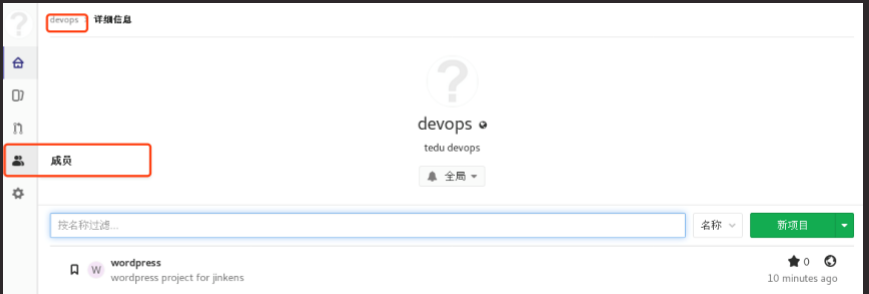 devops 详细信息
devops
tedu devops
成员
全局
按名称过滤...
名称
新项目
W
wordpress
wordpress project for jinkens
0
10 minutes ago